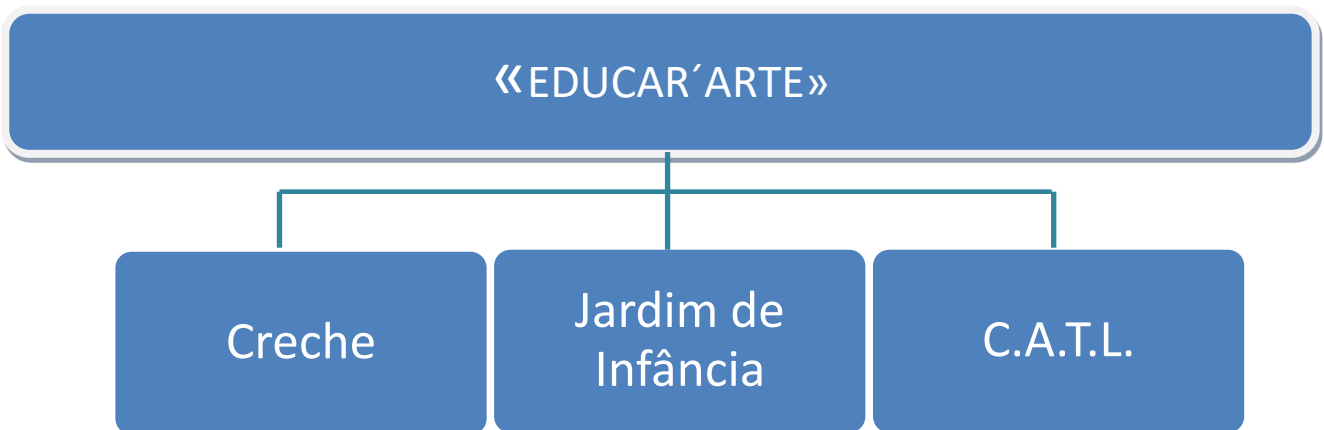 «EDUCAR´ARTE»
Creche
Jardim de
Infância
C.A.T.L.